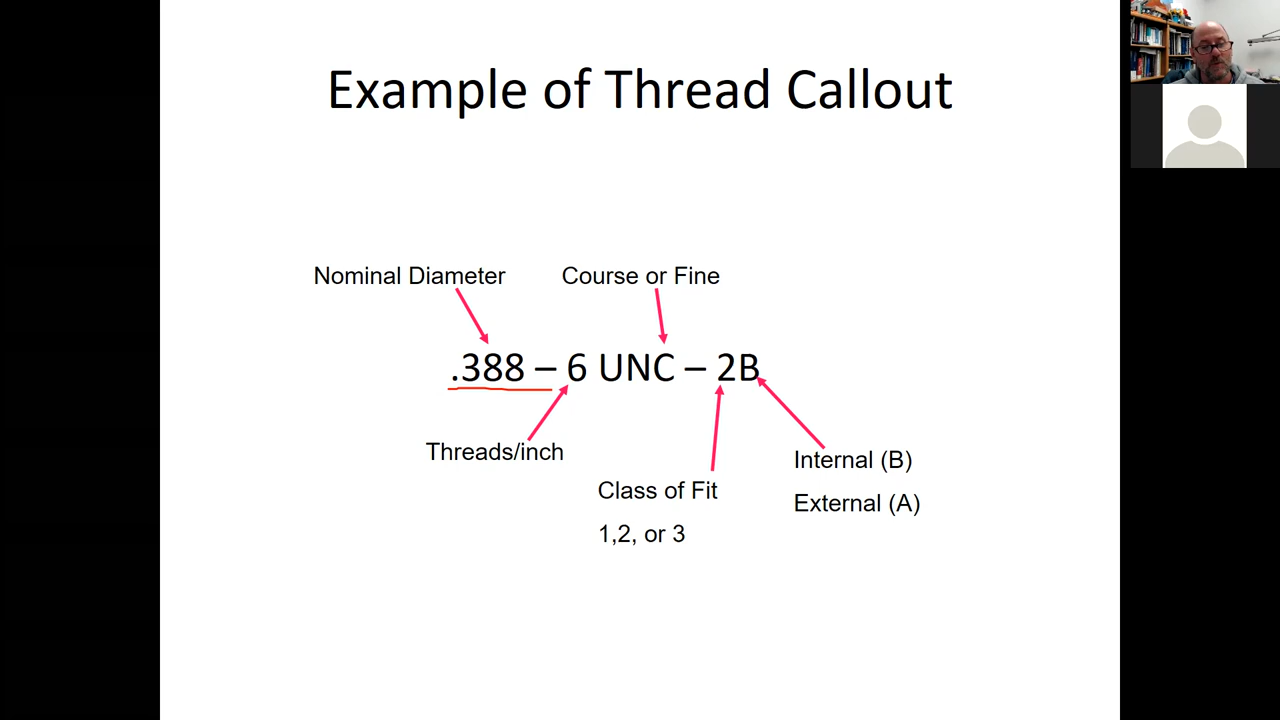 Example of Thread Callout
Nominal Diameter
Course or Fine
.388 – 6 UNC – 2B
Threads/inch
Class of Fit
1,2, or 3
Internal (B)
External (A)